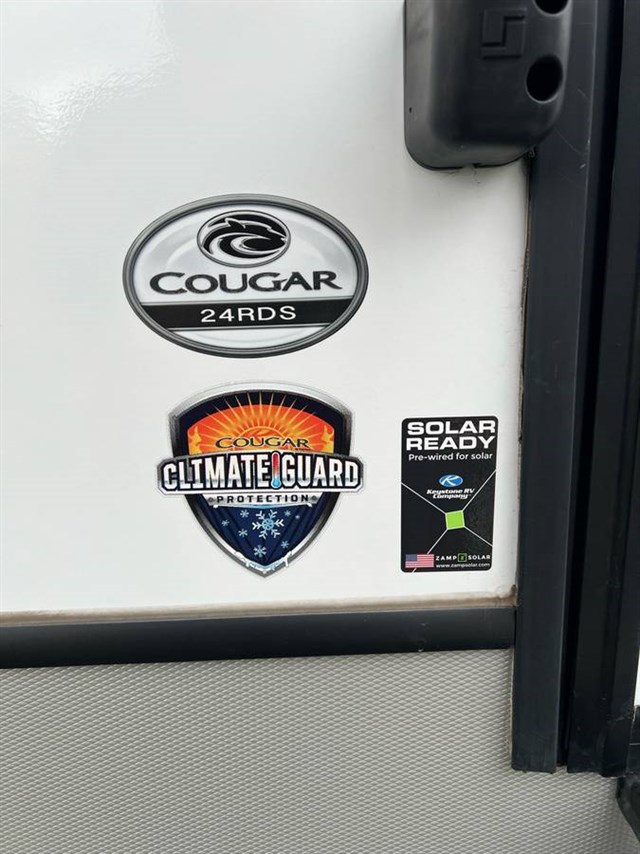 COUGAR
24RDS
COUGAR
CLIMATE GUARD
PROTECTION
SOLAR
READY
Pre-wired for solar
Keystone RV
Company
ZAMP SOLAR
www.zampsolar.com